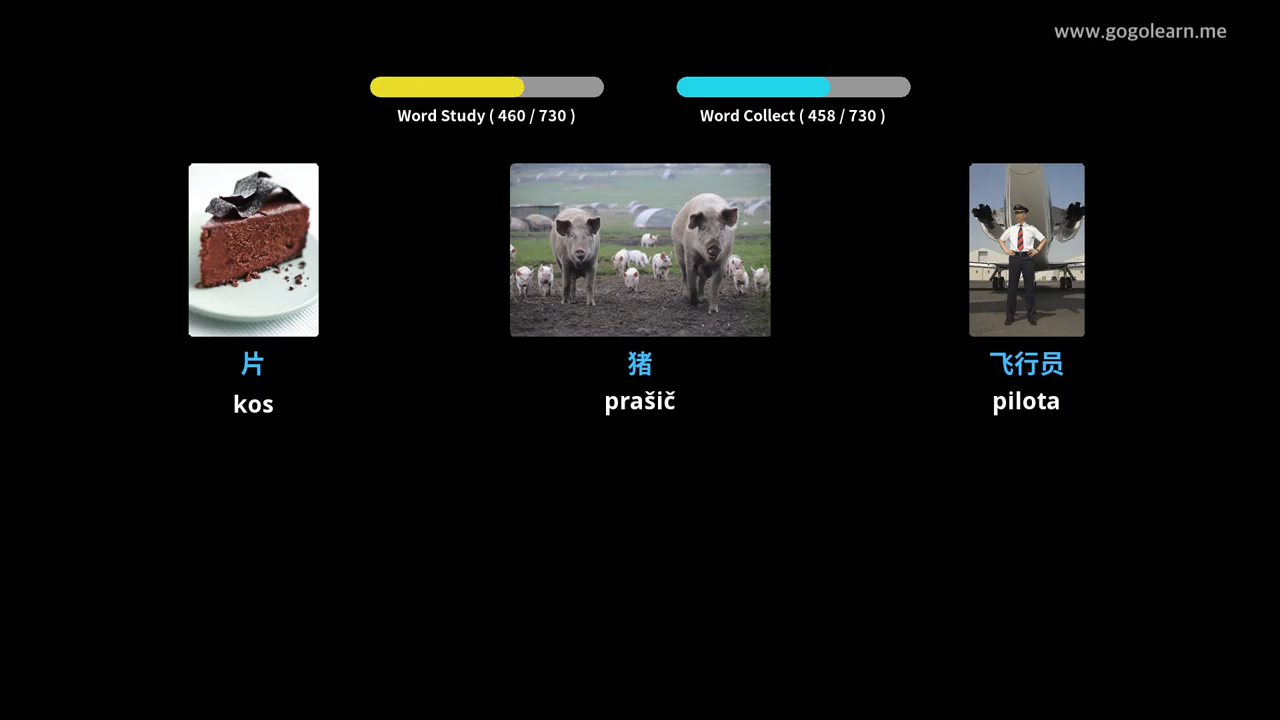 www.gogolearn.me
Word Study ( 460 / 730 )
Word Collect ( 458 / 730 )
片
kos
猪
prašič
飞行员
pilota